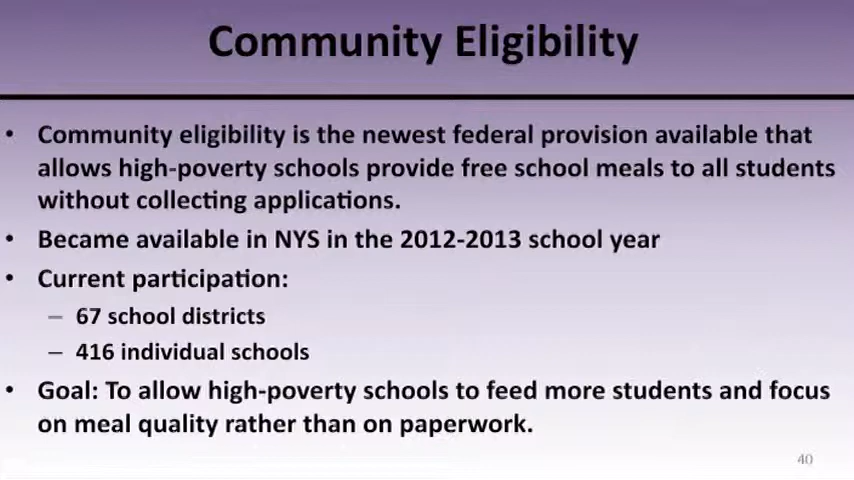 Community Eligibility
• Community eligibility is the newest federal provision available that
allows high-poverty schools provide free school meals to all students
without collecting applications.
• Became available in NYS in the 2012-2013 school year
• Current participation:
– 67 school districts
– 416 individual schools
• Goal: To allow high-poverty schools to feed more students and focus
on meal quality rather than on paperwork.
40